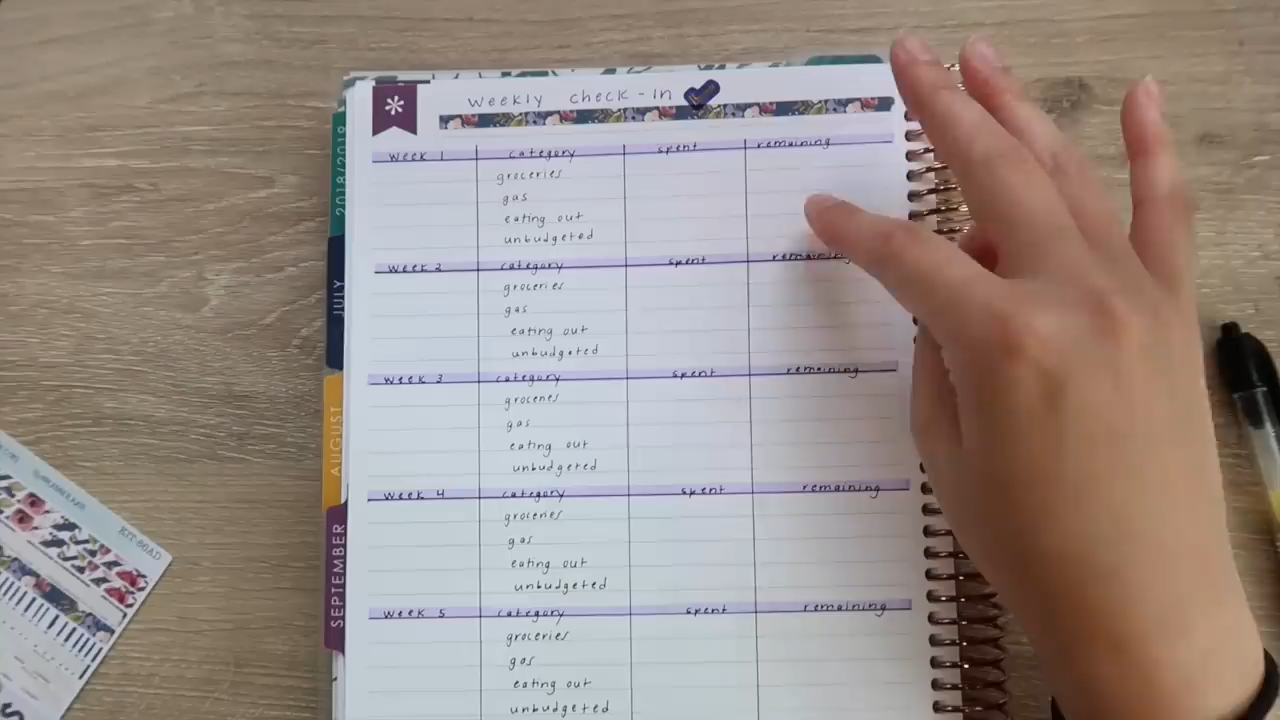 * weekly check-in
week 1 category spent remaining
groceries
gas
eating out
unbudgeted
week 2 category spent remaining
groceries
gas
eating out
unbudgeted
week 3 category spent remaining
groceries
gas
eating out
unbudgeted
week 4 category spent remaining
groceries
gas
eating out
unbudgeted
week 5 category spent remaining
groceries
gas
eating out
unbudgeted
2018/2019
JULY
AUGUST
SEPTEMBER
KIT-80AD